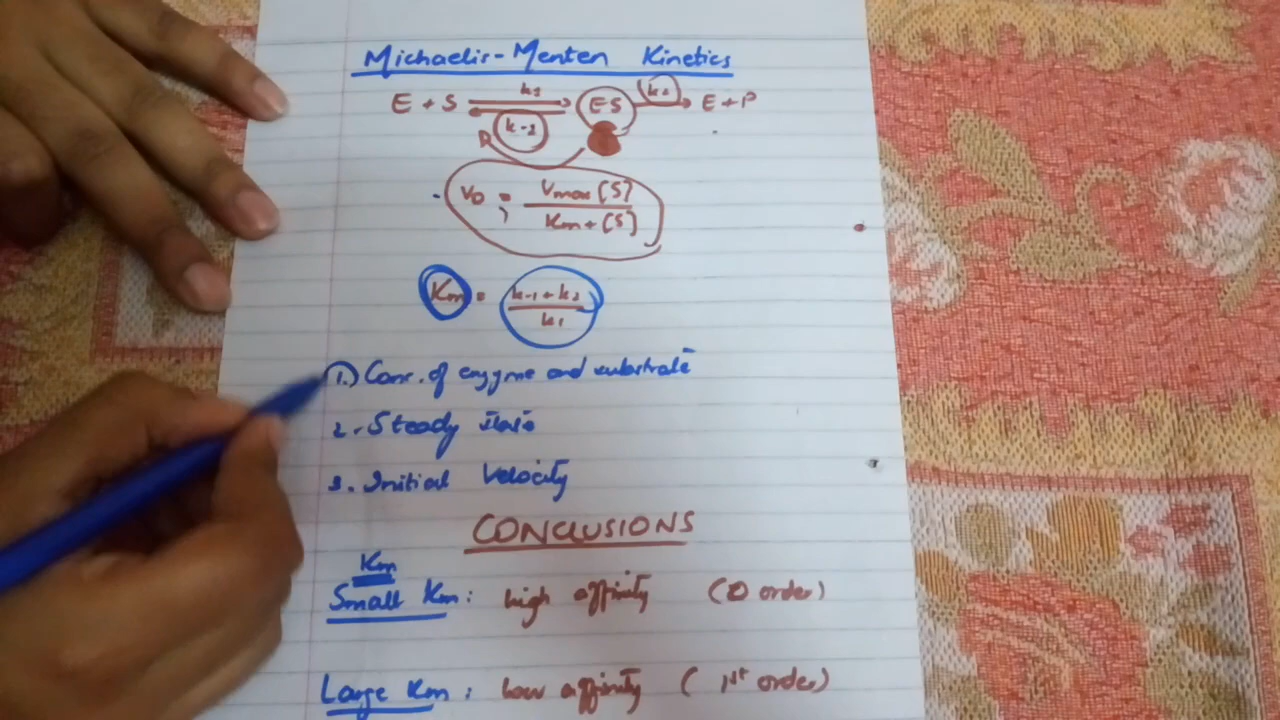 Michaelis-Menten Kinetics
E + S k1 k-1 ES k2 E + P
V0 = Vmax [S] / Km + [S]
Km = k-1 + k2 / k1
1.) Conc. of enzyme and substrate
2. Steady state
3. Initial Velocity
CONCLUSIONS
Km
Small Km: high affinity (0 order)
Large Km: low affinity (1st order)